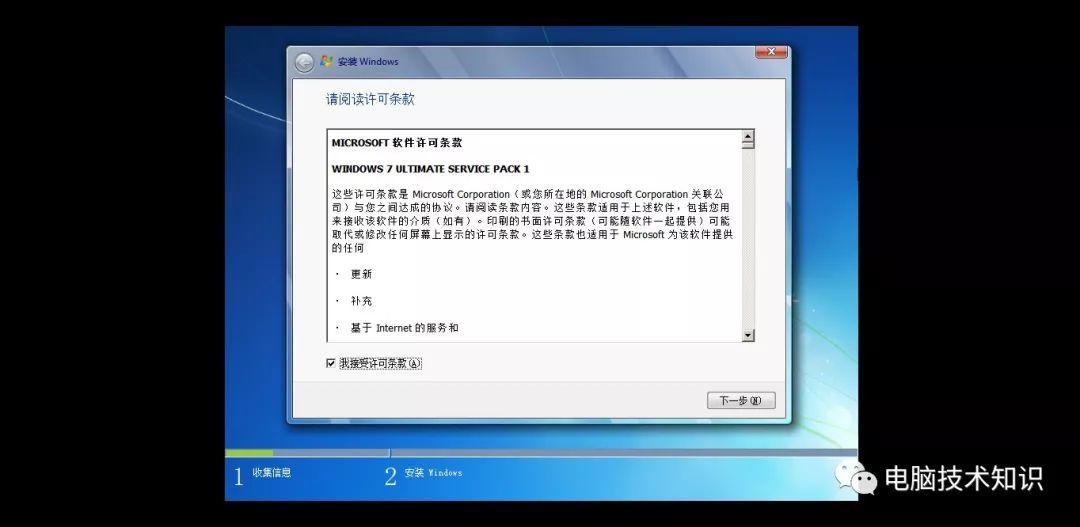 安装 Windows
请阅读许可条款
MICROSOFT 软件许可条款
WINDOWS 7 ULTIMATE SERVICE PACK 1
这些许可条款是 Microsoft Corporation（或您所在地的 Microsoft Corporation 关联公
司）与您之间达成的协议。请阅读条款内容。这些条款适用于上述软件，包括您用
来接收该软件的介质（如有）。印刷的书面许可条款（可能随软件一起提供）可能
取代或修改任何屏幕上显示的许可条款。这些条款也适用于 Microsoft 为该软件提供
的任何
· 更新
· 补充
· 基于 Internet 的服务和
我接受许可条款(A)
下一步(N)
1 收集信息
2 安装 Windows
电脑技术知识